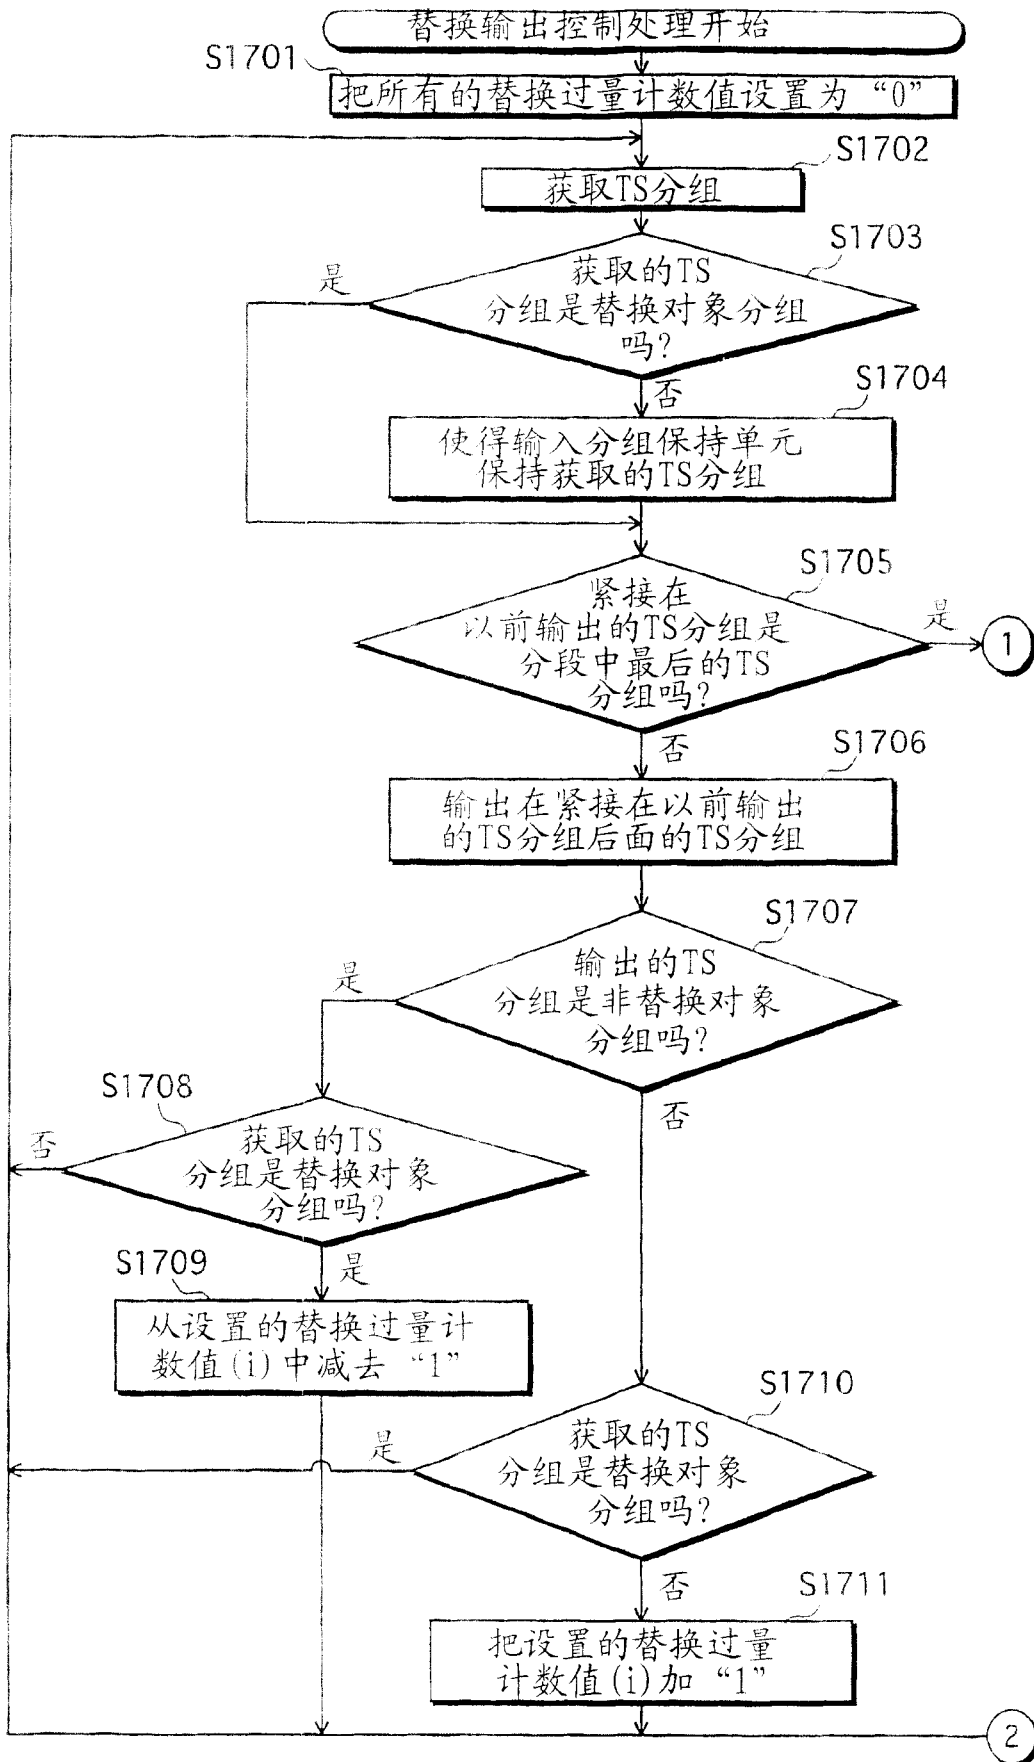 替换输出控制处理开始
S1701
把所有的替换过量计数值设置为“0”
S1702
获取TS分组
S1703
是
获取的TS
分组是替换对象分组
吗?
否
S1704
使得输入分组保持单元
保持获取的TS分组
S1705
紧接在
以前输出的TS分组是
分段中最后的TS
分组吗?
是
1
否
S1706
输出在紧接在以前输出
的TS分组后面的TS分组
S1707
是
输出的TS
分组是非替换对象
分组吗?
否
S1708
否
获取的TS
分组是替换对象
分组吗?
S1709
是
从设置的替换过量计
数值(i)中减去“1”
S1710
是
获取的TS
分组是替换对象
分组吗?
否
S1711
把设置的替换过量
计数值(i)加“1”
2